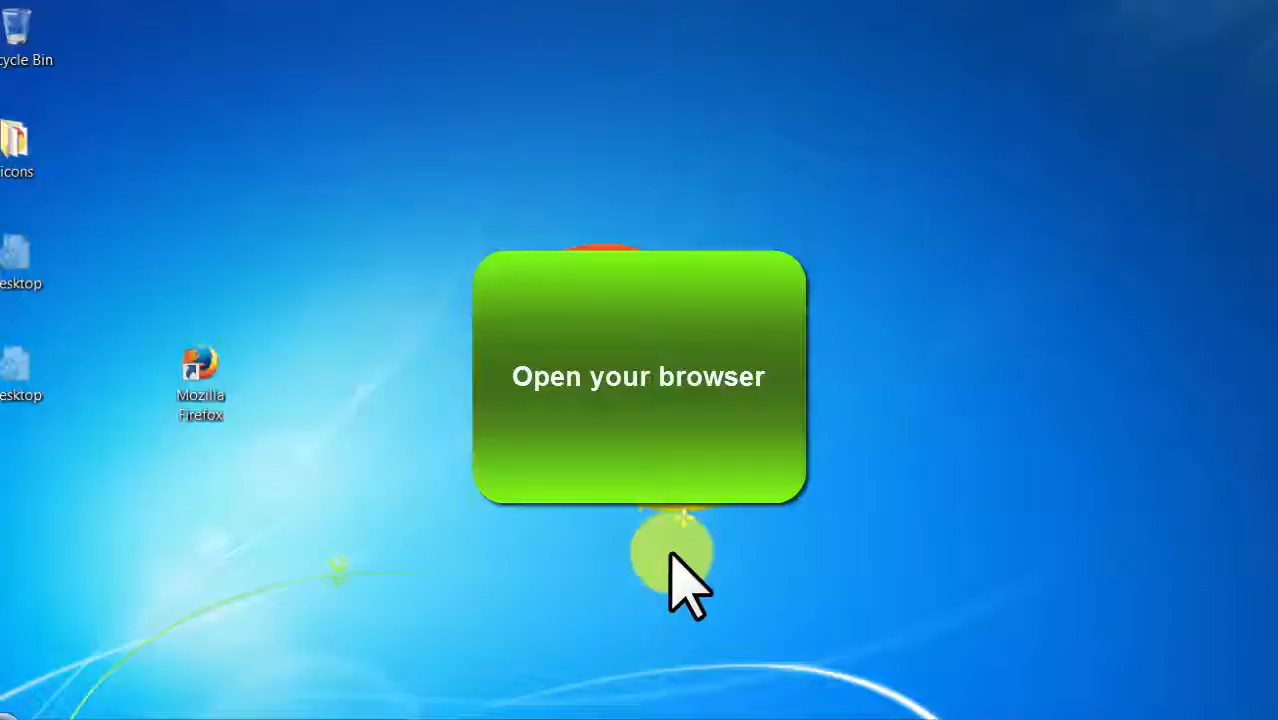 cycle Bin
icons
esktop
esktop
Mozilla
Firefox
Open your browser